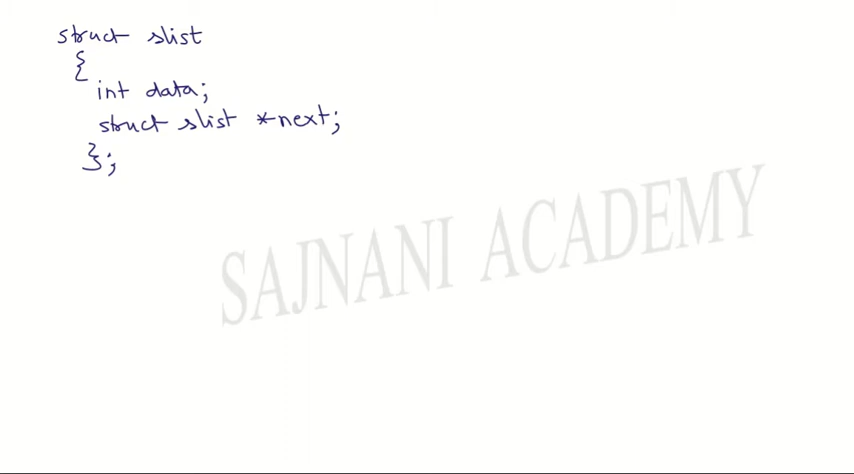 struct slist
{
int data;
struct slist *next;
};
SAJNANI ACADEMY